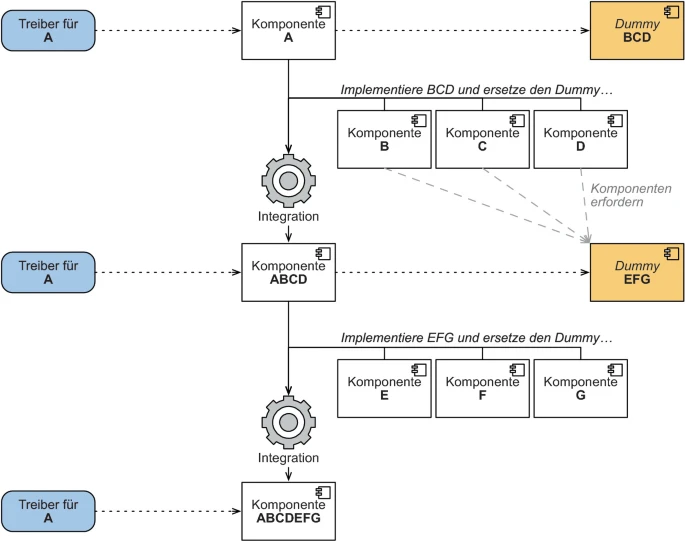 Treiber für
A
Komponente
A
Dummy
BCD
Implementiere BCD und ersetze den Dummy…
Komponente
B
Komponente
C
Komponente
D
Komponenten
erfordern
Integration
Treiber für
A
Komponente
ABCD
Dummy
EFG
Implementiere EFG und ersetze den Dummy…
Komponente
E
Komponente
F
Komponente
G
Integration
Treiber für
A
Komponente
ABCDEFG